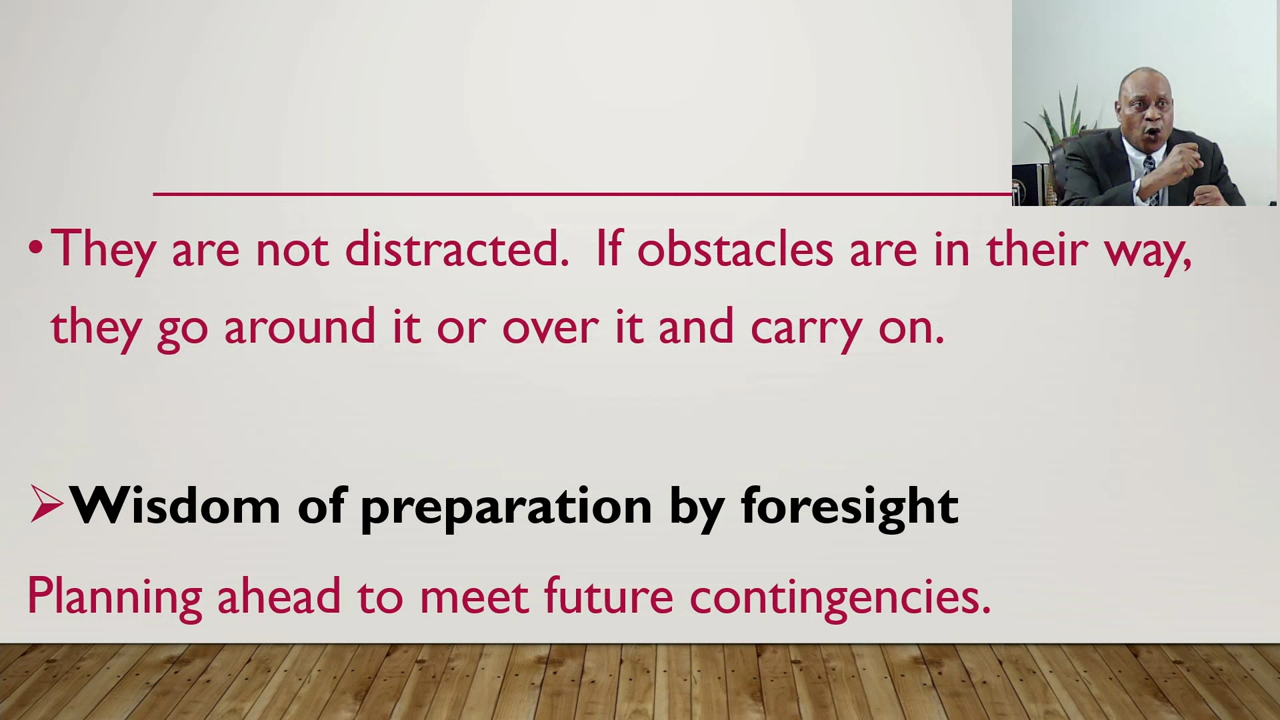 •They are not distracted.  If obstacles are in their way,
they go around it or over it and carry on.
➢Wisdom of preparation by foresight
Planning ahead to meet future contingencies.